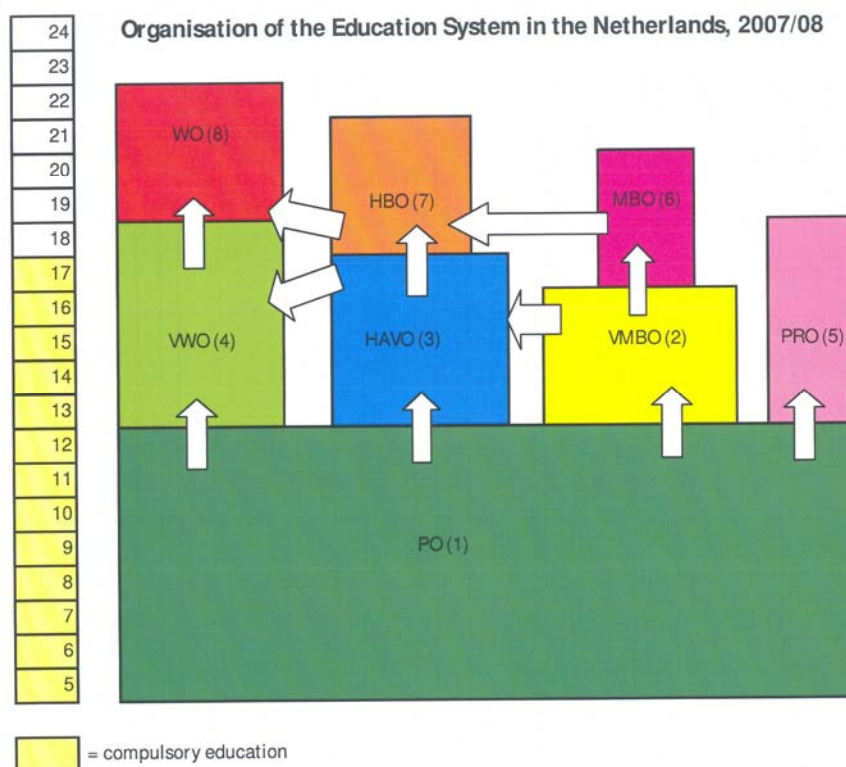 Organisation of the Education System in the Netherlands, 2007/08
24
23
22
21
20
19
18
17
16
15
14
13
12
11
10
9
8
7
6
5
WO (8)
HBO (7)
MBO (6)
VWO (4)
HAVO (3)
VMBO (2)
PRO (5)
PO (1)
= compulsory education